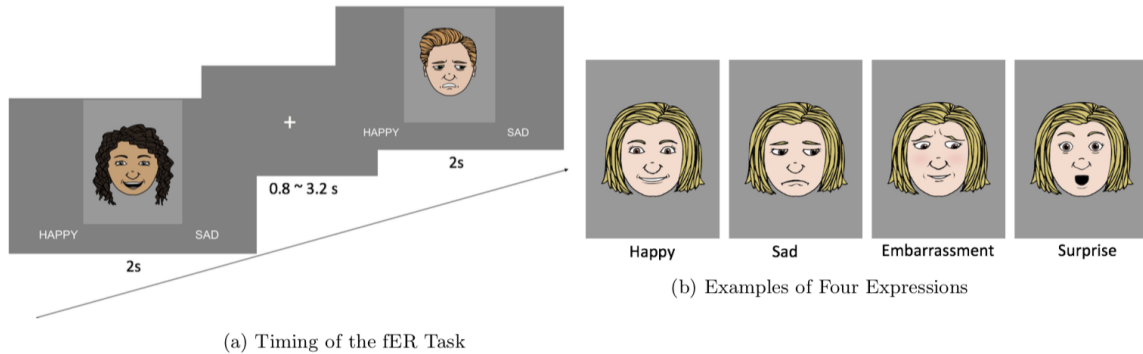 HAPPY SAD
2s
+
0.8 ~ 3.2 s
HAPPY SAD
2s
(a) Timing of the fER Task
Happy Sad Embarrassment Surprise
(b) Examples of Four Expressions